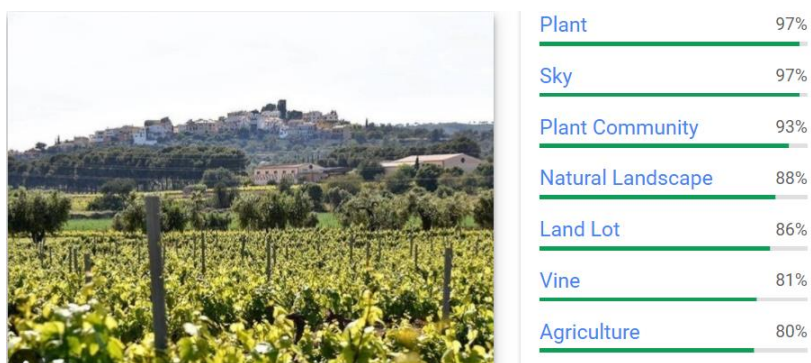 Plant 97%
Sky 97%
Plant Community 93%
Natural Landscape 88%
Land Lot 86%
Vine 81%
Agriculture 80%